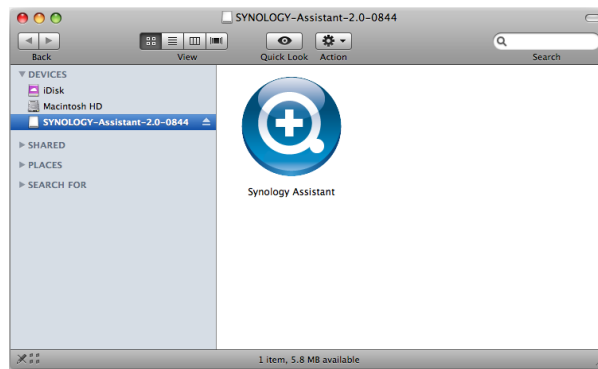 SYNOLOGY-Assistant-2.0-0844
Back View Quick Look Action Search
DEVICES
iDisk
Macintosh HD
SYNOLOGY-Assistant-2.0-0844
SHARED
PLACES
SEARCH FOR
Synology Assistant
1 item, 5.8 MB available